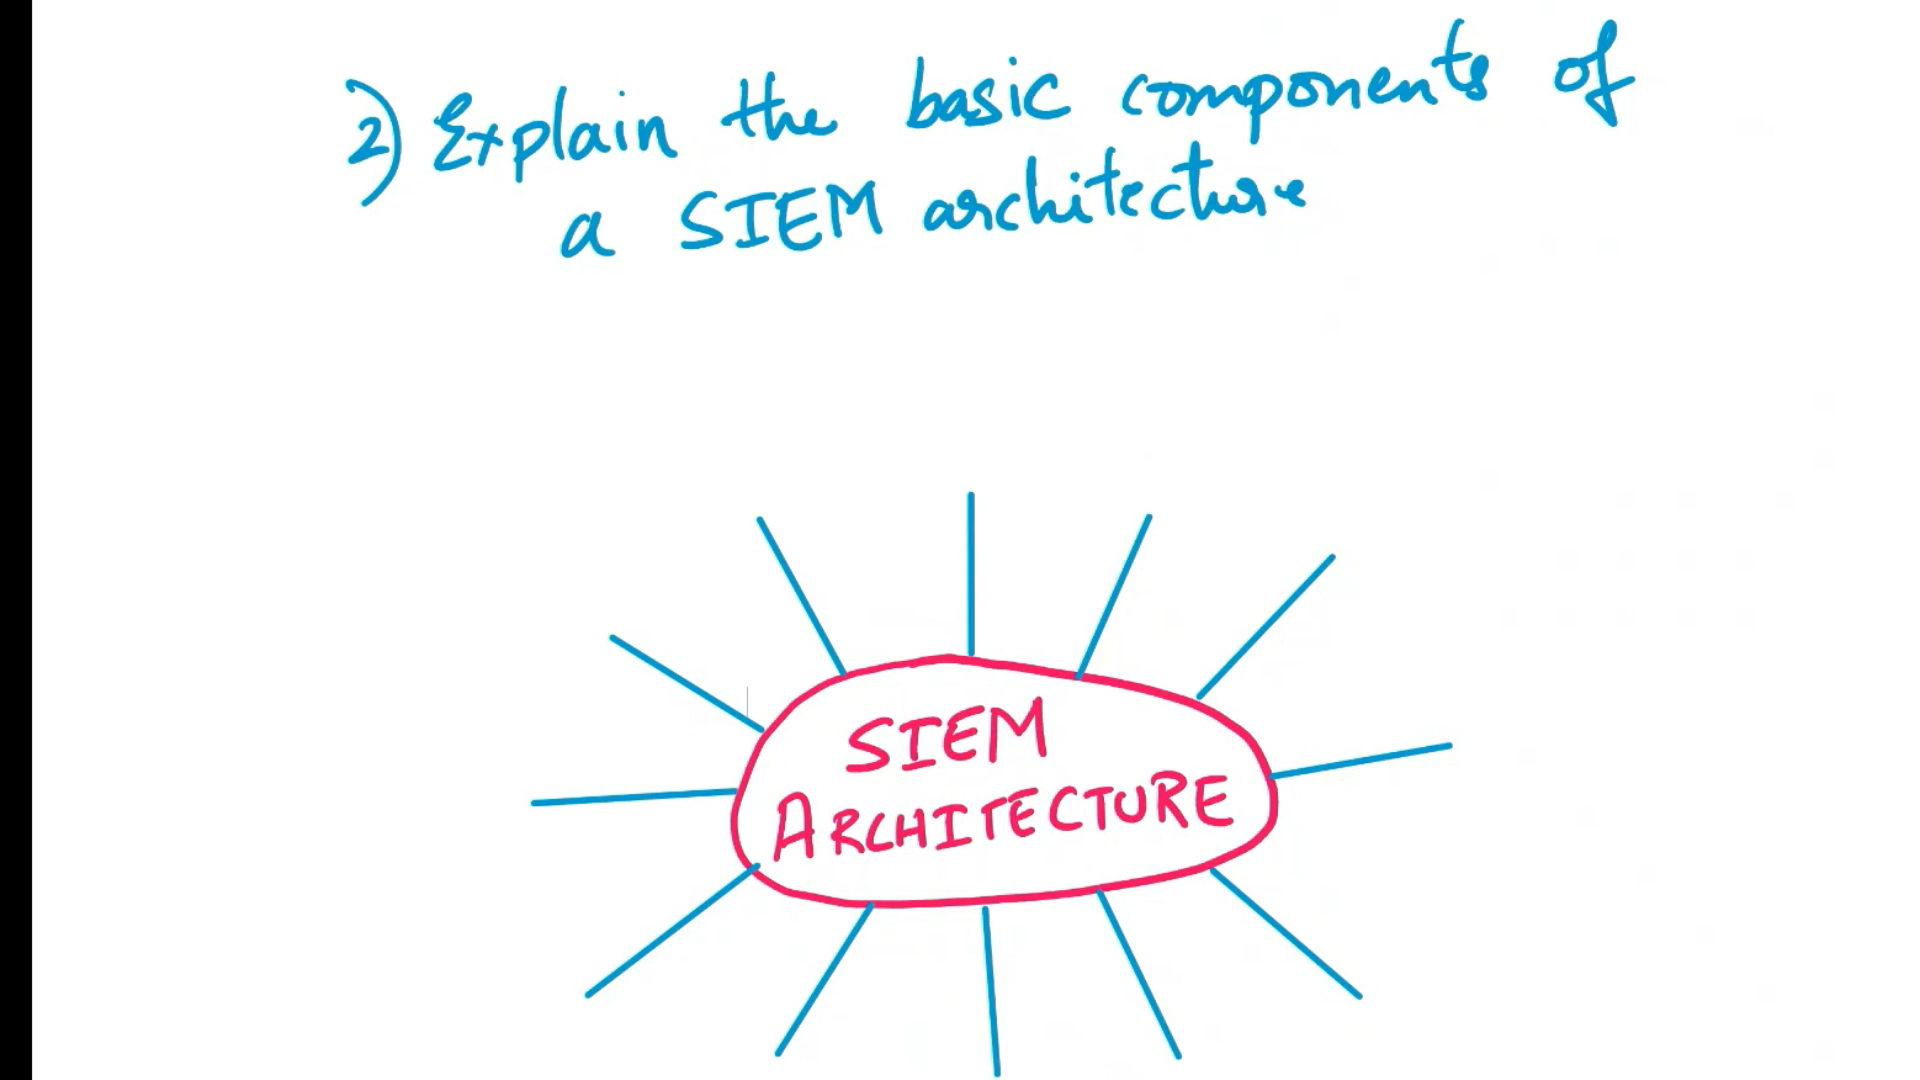 2) Explain the basic components of
a SIEM architecture
SIEM
ARCHITECTURE